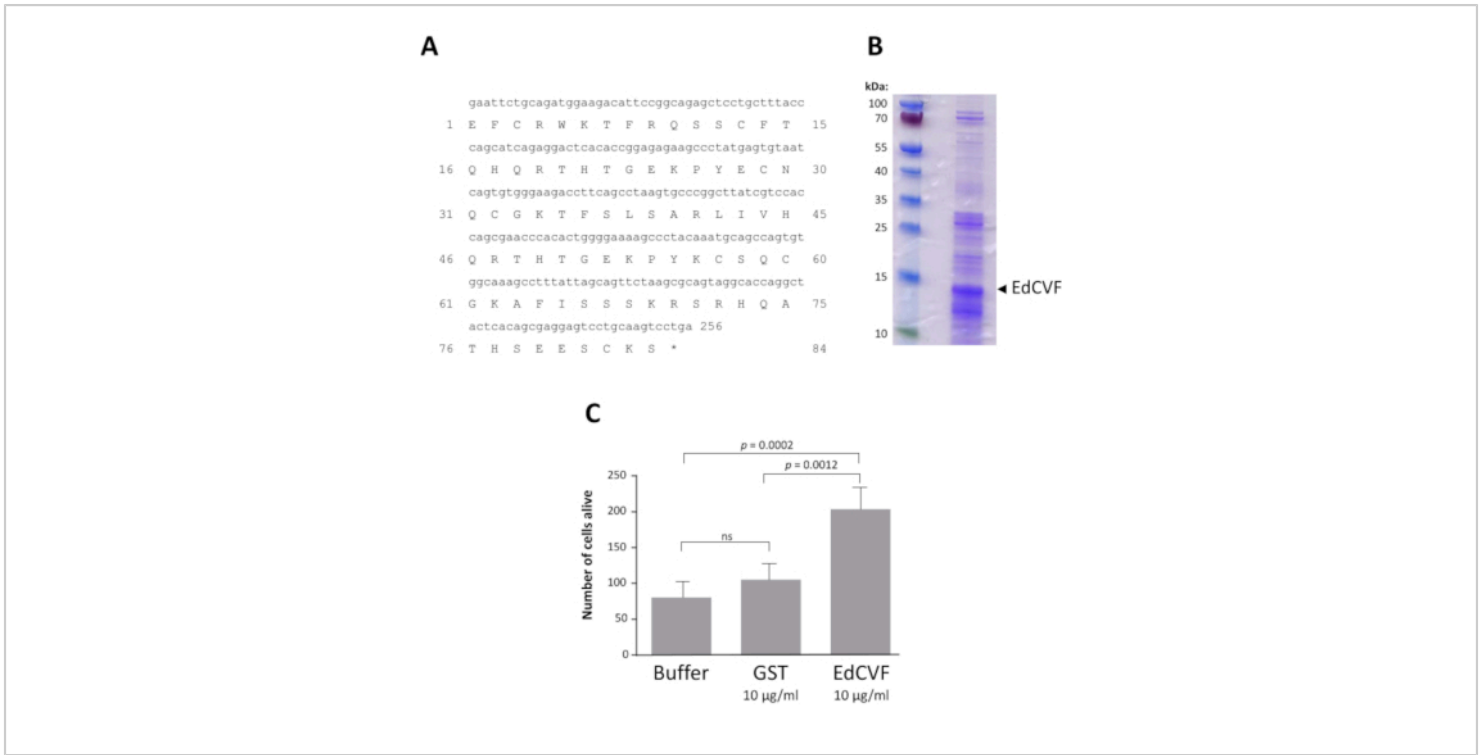 A
gaattctgcagatggaagacattccggcagagctcctgctttacc
1 E F C R W K T F R Q S S C F T 15
cagcatcagaggactcacaccggagagaagccctatgagtgtaat
16 Q H Q R T H T G E K P Y E C N 30
cagtgtgggaagaccttcagcctaagtgcccggcttatcgtccac
31 Q C G K T F S L S A R L I V H 45
cagcgaacccacactggggaaaagccctacaaatgcagccagtgt
46 Q R T H T G E K P Y K C S Q C 60
ggcaaagcctttattagcagttctaagcgcagtaggcaccaggct
61 G K A F I S S S K R S R H Q A 75
actcacagcgaggagtcctgcaagtcctga 256
76 T H S E E S C K S * 84
B
kDa:
100
70
55
40
35
25
15
EdCVF
10
C
p = 0.0002
p = 0.0012
ns
Number of cells alive
250
200
150
100
50
0
Buffer GST EdCVF
10 µg/ml 10 µg/ml